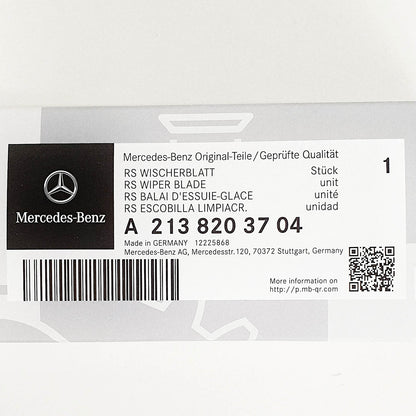 Mercedes-Benz Original-Teile/Geprüfte Qualität
RS WISCHERBLATT Stück
RS WIPER BLADE unit
RS BALAI D'ESSUIE-GLACE unité
RS ESCOBILLA LIMPIACR. unidad
1
Mercedes-Benz
A 213 820 37 04
Made in GERMANY 12225868
Mercedes-Benz AG, Mercedesstr. 120, 70372 Stuttgart, Germany
More information on
http://p.mb-qr.com/